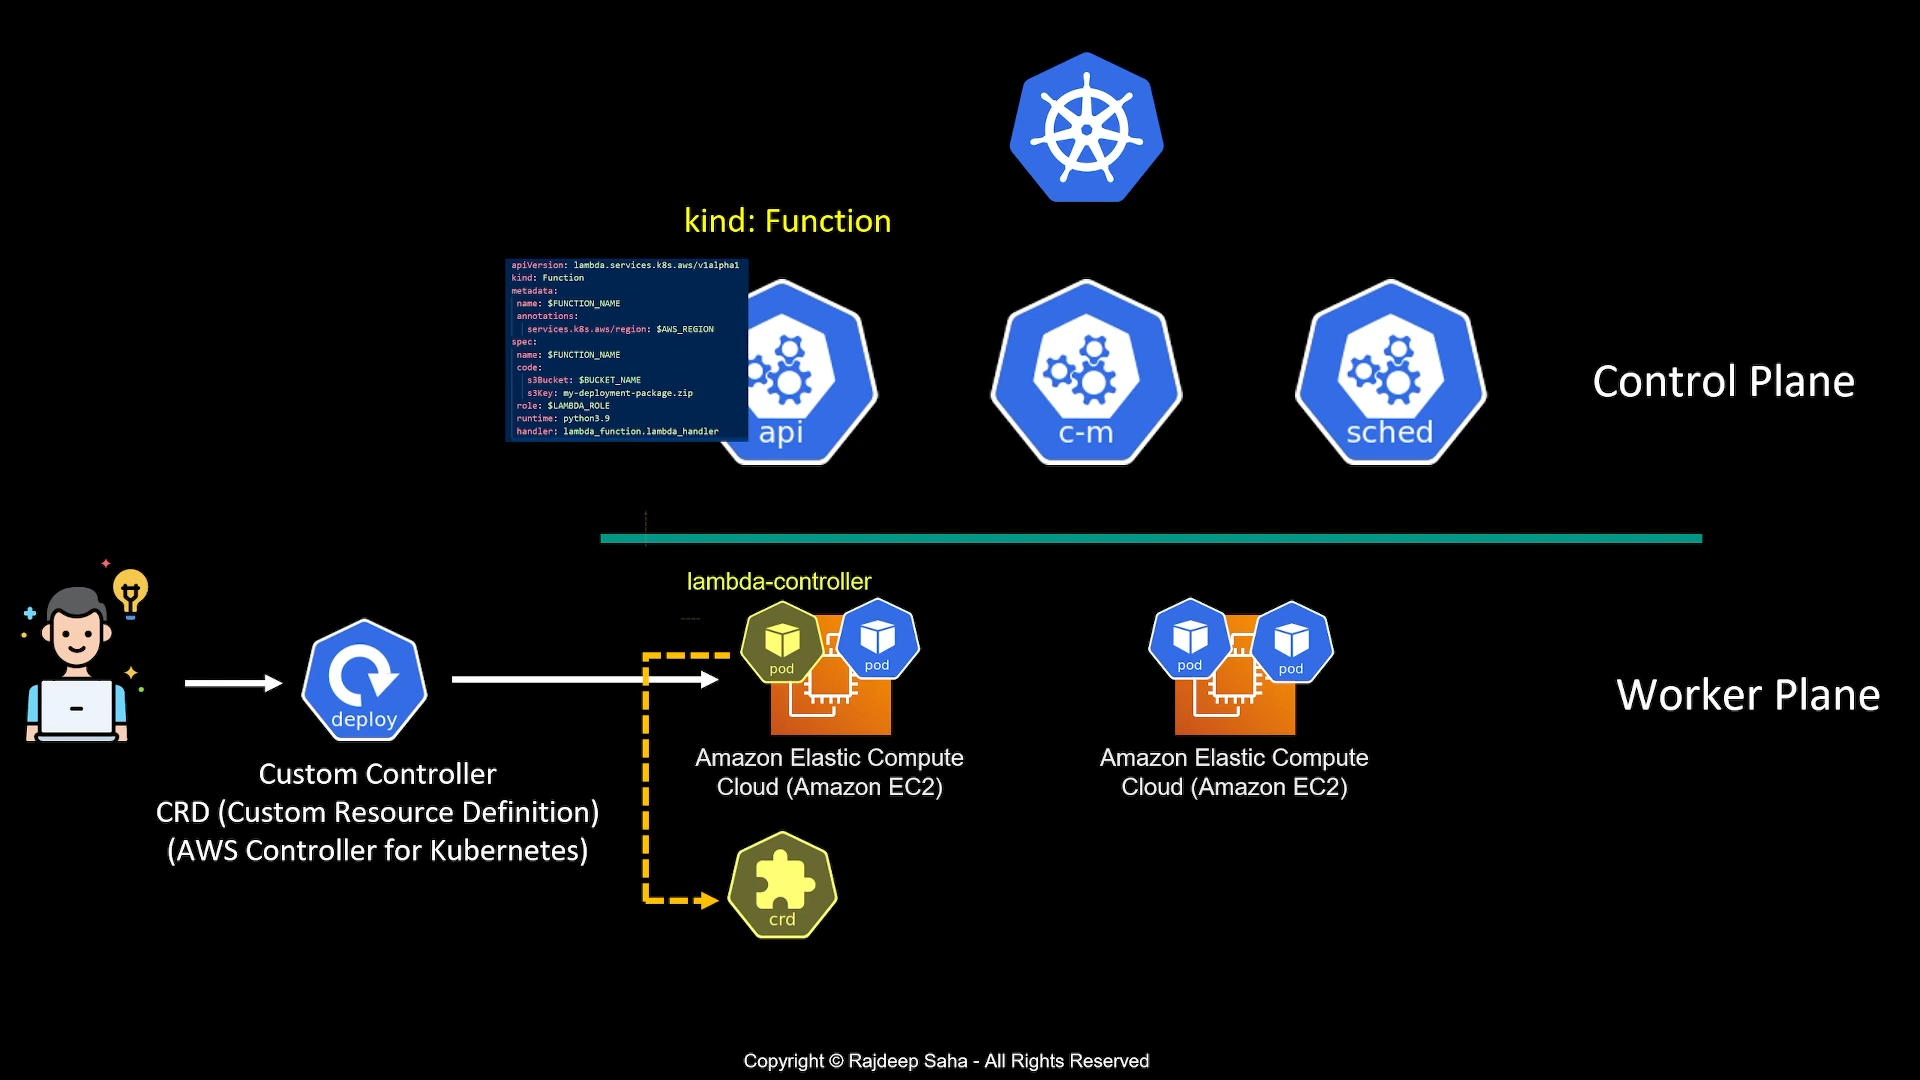 kind: Function
apiVersion: lambda.services.k8s.aws/v1alpha1
kind: Function
metadata:
name: $FUNCTION_NAME
annotations:
services.k8s.aws/region: $AWS_REGION
spec:
name: $FUNCTION_NAME
code:
s3Bucket: $BUCKET_NAME
s3Key: my-deployment-package.zip
role: $LAMBDA_ROLE
runtime: python3.9
handler: lambda_function.lambda_handler
api
c-m
sched
Control Plane
lambda-controller
pod
pod
pod
pod
Worker Plane
deploy
Amazon Elastic Compute
Cloud (Amazon EC2)
Amazon Elastic Compute
Cloud (Amazon EC2)
Custom Controller
CRD (Custom Resource Definition)
(AWS Controller for Kubernetes)
crd
Copyright © Rajdeep Saha - All Rights Reserved